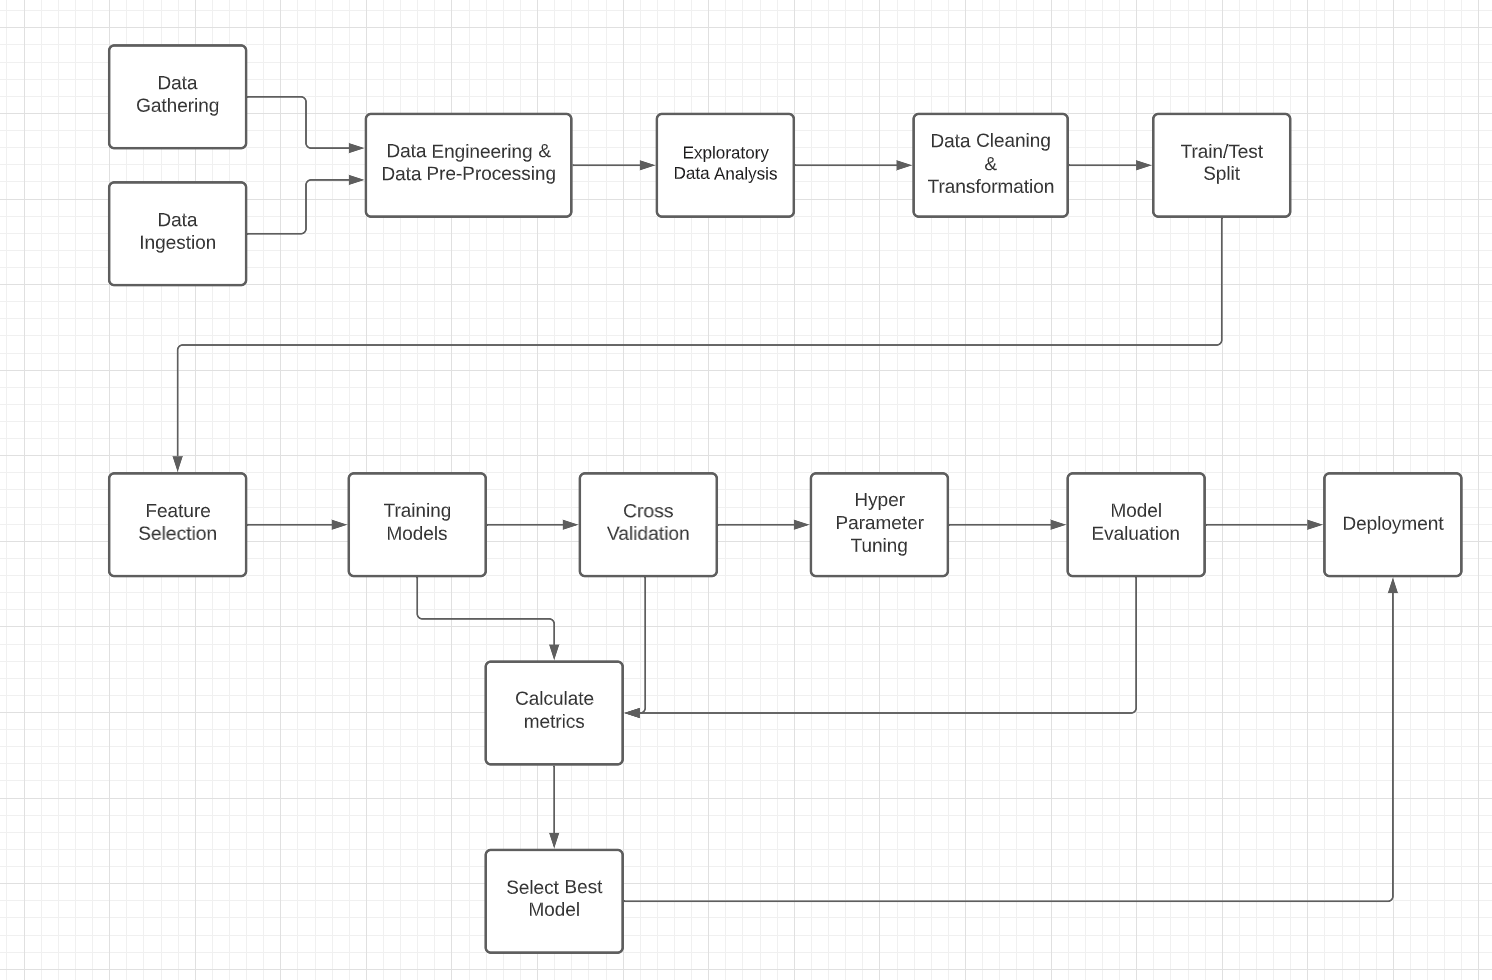 Data
Gathering
Data
Ingestion
Data Engineering &
Data Pre-Processing
Exploratory
Data Analysis
Data Cleaning
&
Transformation
Train/Test
Split
Feature
Selection
Training
Models
Cross
Validation
Hyper
Parameter
Tuning
Model
Evaluation
Deployment
Calculate
metrics
Select Best
Model